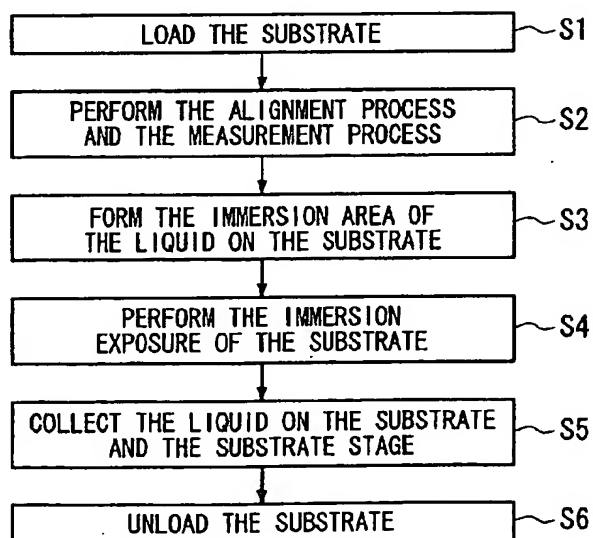 LOAD THE SUBSTRATE
S1
PERFORM THE ALIGNMENT PROCESS
AND THE MEASUREMENT PROCESS
S2
FORM THE IMMERSION AREA OF
THE LIQUID ON THE SUBSTRATE
S3
PERFORM THE IMMERSION
EXPOSURE OF THE SUBSTRATE
S4
COLLECT THE LIQUID ON THE SUBSTRATE
AND THE SUBSTRATE STAGE
S5
UNLOAD THE SUBSTRATE
S6